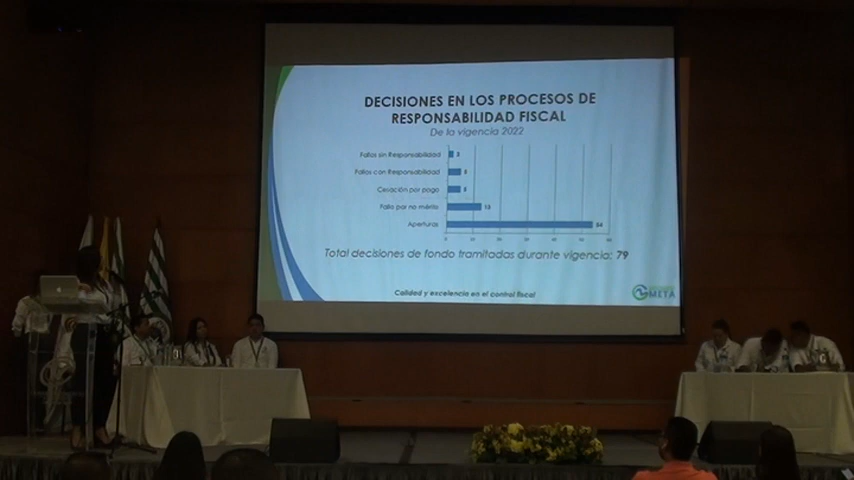 DECISIONES EN LOS PROCESOS DE
RESPONSABILIDAD FISCAL
De la vigencia 2022
Fallos sin Responsabilidad
Fallos con Responsabilidad
Cesación por pago
Fallo por no mérito 13
Aperturas 54
Total decisiones de fondo tramitadas durante vigencia: 79
Calidad y excelencia en el control fiscal
META